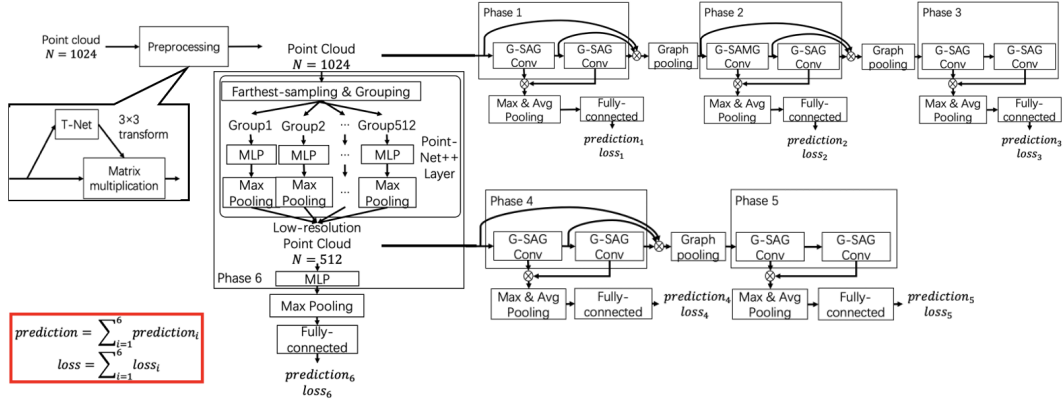 Point cloud
N = 1024
Preprocessing
T-Net
3×3
transform
Matrix
multiplication
Point Cloud
N = 1024
Farthest-sampling & Grouping
Group1
Group2
...
Group512
MLP
MLP
...
MLP
Max
Pooling
Max
Pooling
...
Max
Pooling
Point-
Net++
Layer
Low-resolution
Point Cloud
N = 512
Phase 6
MLP
Max Pooling
Fully-
connected
prediction₆
loss₆
Phase 1
G-SAG
Conv
G-SAG
Conv
Graph
pooling
Max & Avg
Pooling
Fully-
connected
prediction₁
loss₁
Phase 2
G-SAMG
Conv
G-SAG
Conv
Graph
pooling
Max & Avg
Pooling
Fully-
connected
prediction₂
loss₂
Phase 3
G-SAG
Conv
G-SAG
Conv
Max & Avg
Pooling
Fully-
connected
prediction₃
loss₃
Phase 4
G-SAG
Conv
G-SAG
Conv
Graph
pooling
Max & Avg
Pooling
Fully-
connected
prediction₄
loss₄
Phase 5
G-SAG
Conv
G-SAG
Conv
Max & Avg
Pooling
Fully-
connected
prediction₅
loss₅
prediction = ∑⁶ᵢ₌₁ predictionᵢ
loss = ∑⁶ᵢ₌₁ lossᵢ